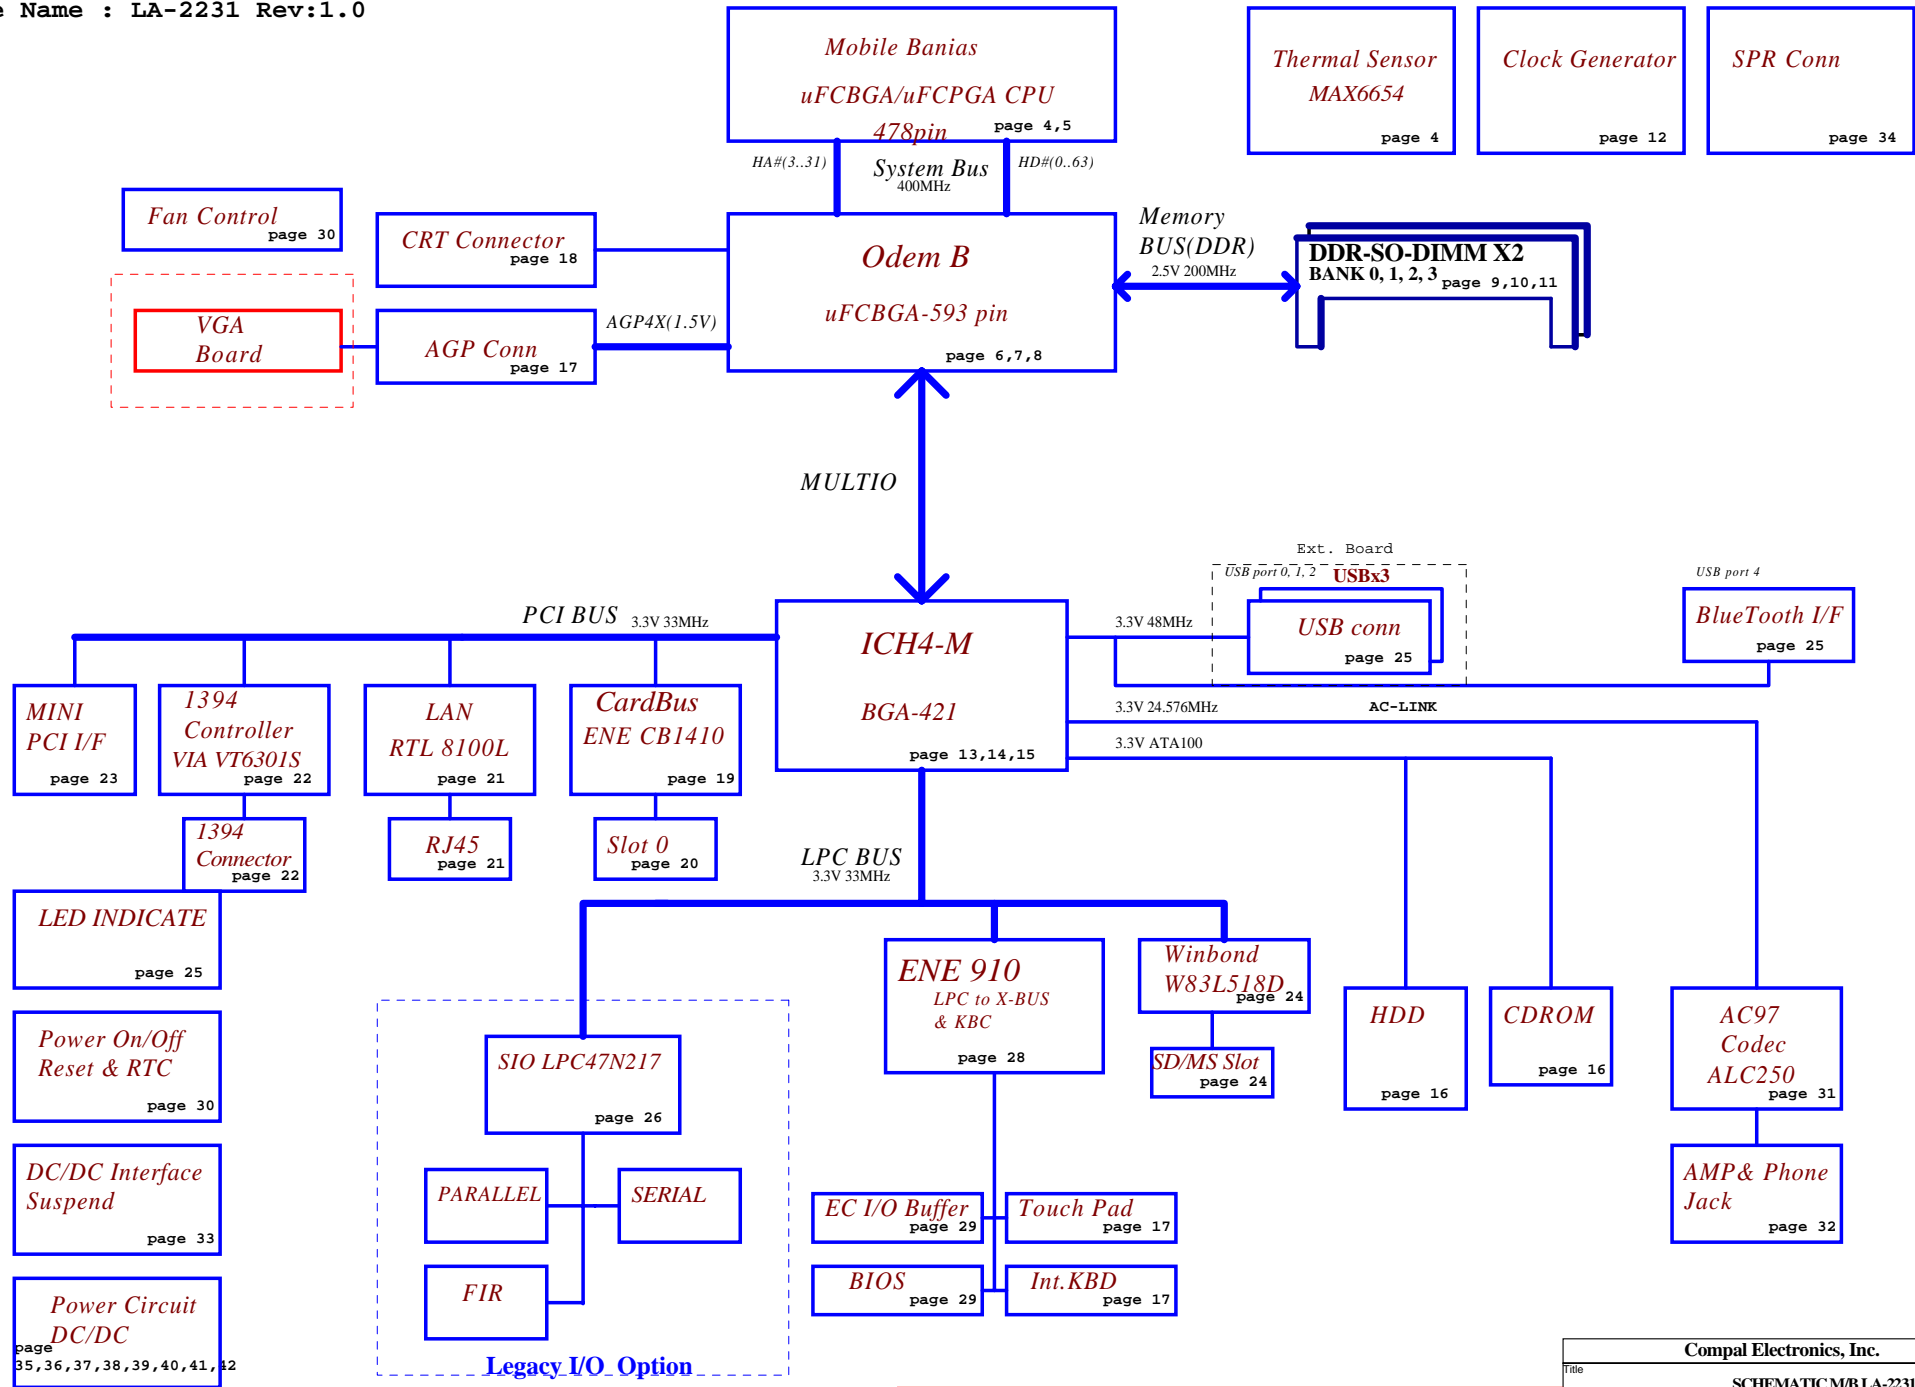 Name : LA-2231 Rev:1.0
Mobile Banias
uFCBGA/uFCPGA CPU
478pin
page 4,5
Thermal Sensor
MAX6654
page 4
Clock Generator
page 12
SPR Conn
page 34
HA#(3..31)
System Bus
400MHz
HD#(0..63)
Fan Control
page 30
CRT Connector
page 18
VGA
Board
AGP Conn
page 17
AGP4X(1.5V)
Odem B
uFCBGA-593 pin
page 6,7,8
Memory
BUS(DDR)
2.5V 200MHz
DDR-SO-DIMM X2
BANK 0, 1, 2, 3
page 9,10,11
MULTIO
PCI BUS
3.3V 33MHz
ICH4-M
BGA-421
page 13,14,15
3.3V 48MHz
Ext. Board
USB port 0, 1, 2
USBx3
USB conn
page 25
USB port 4
BlueTooth I/F
page 25
3.3V 24.576MHz
AC-LINK
3.3V ATA100
MINI
PCI I/F
page 23
1394
Controller
VIA VT6301S
page 22
LAN
RTL 8100L
page 21
CardBus
ENE CB1410
page 19
1394
Connector
page 22
RJ45
page 21
Slot 0
page 20
LPC BUS
3.3V 33MHz
LED INDICATE
page 25
Power On/Off
Reset & RTC
page 30
DC/DC Interface
Suspend
page 33
Power Circuit
DC/DC
page
35,36,37,38,39,40,41,42
SIO LPC47N217
page 26
PARALLEL
SERIAL
FIR
Legacy I/O Option
ENE 910
LPC to X-BUS
& KBC
page 28
Winbond
W83L518D
page 24
SD/MS Slot
page 24
EC I/O Buffer
page 29
Touch Pad
page 17
BIOS
page 29
Int.KBD
page 17
HDD
page 16
CDROM
page 16
AC97
Codec
ALC250
page 31
AMP& Phone
Jack
page 32
Compal Electronics, Inc.
Title
SCHEMATIC M/B LA-2231